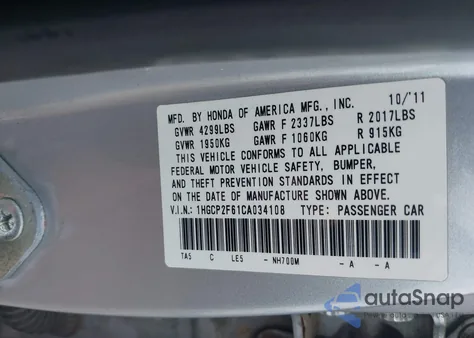 MFD. BY HONDA OF AMERICA MFG., INC. 10/'11
GVWR 4299LBS GAWR F 2337LBS R 2017LBS
GVWR 1950KG GAWR F 1060KG R 915KG
THIS VEHICLE CONFORMS TO ALL APPLICABLE
FEDERAL MOTOR VEHICLE SAFETY, BUMPER,
AND THEFT PREVENTION STANDARDS IN EFFECT
ON THE DATE OF MANUFACTURE SHOWN ABOVE.
V.I.N.: 1HGCP2F61CA034108 TYPE: PASSENGER CAR
TA5 C LE5 - NH700M - A - A
autoSnap